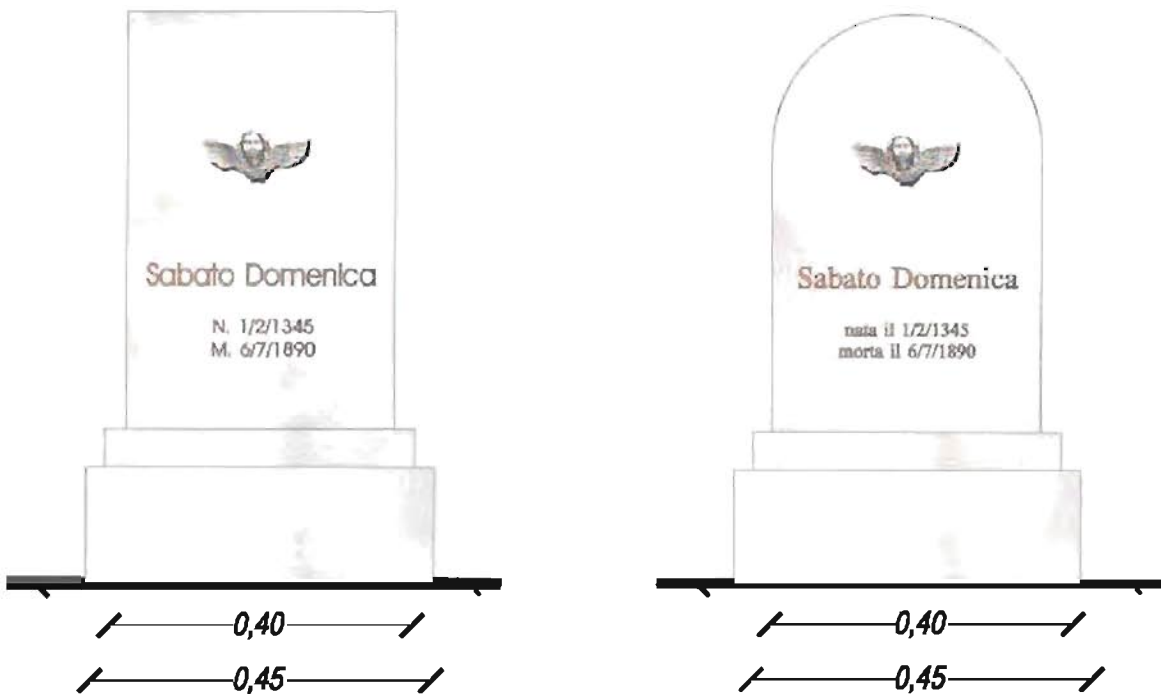 Sabato Domenica
N. 1/2/1345
M. 6/7/1890
0,40
0,45
Sabato Domenica
nata il 1/2/1345
morta il 6/7/1890
0,40
0,45